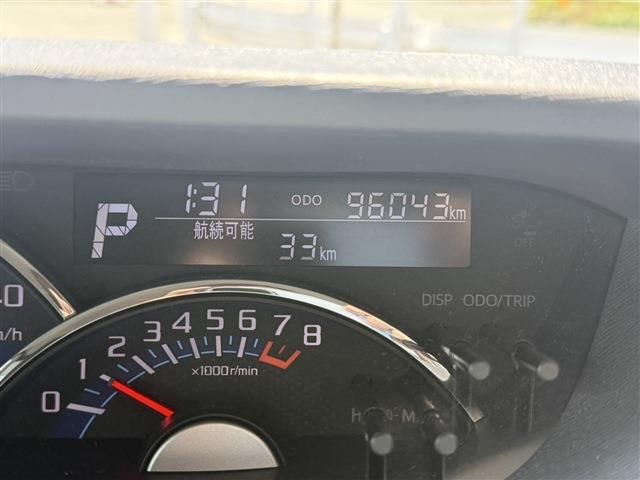 P
1:31 ODO 96043km
航続可能
33km
OFF
DISP ODO/TRIP
0 1 2 3 4 5 6 7 8
×1000r/min
40
m/h
H
-M